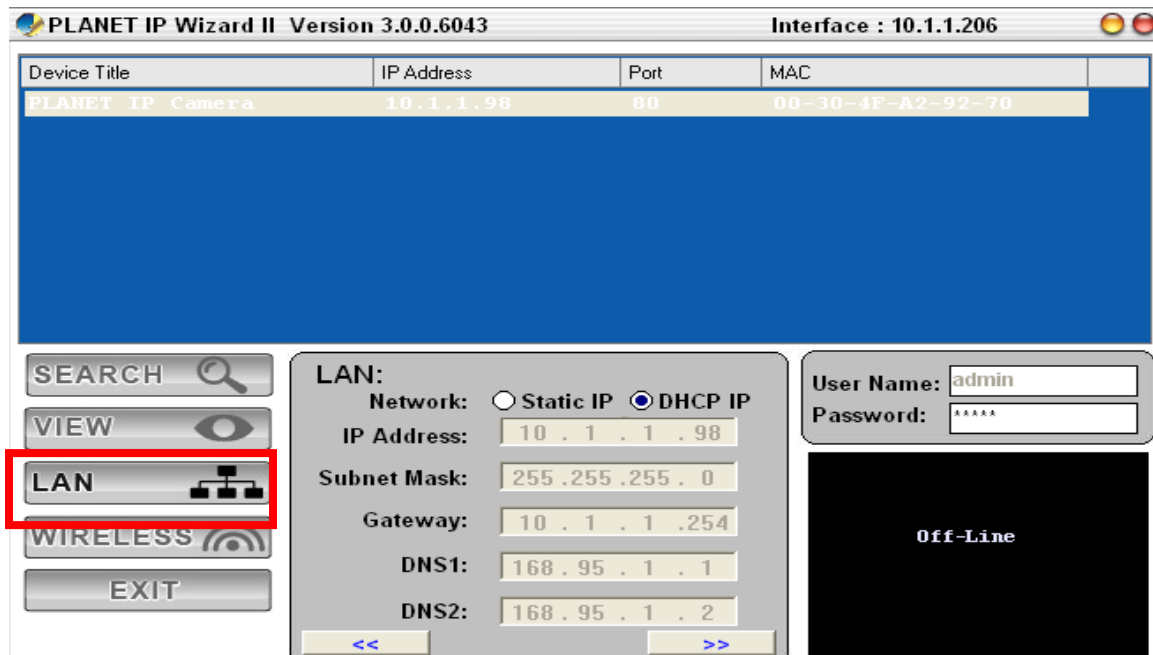 PLANET IP Wizard II Version 3.0.0.6043 Interface : 10.1.1.206
Device Title IP Address Port MAC
PLANET IP Camera 10.1.1.98 80 00-30-4F-A2-92-70
SEARCH
VIEW
LAN
WIRELESS
EXIT
LAN:
Network: Static IP DHCP IP
IP Address: 10 . 1 . 1 . 98
Subnet Mask: 255 .255 .255 . 0
Gateway: 10 . 1 . 1 .254
DNS1: 168 . 95 . 1 . 1
DNS2: 168 . 95 . 1 . 2
<< >>
User Name: admin
Password: *****
Off-Line